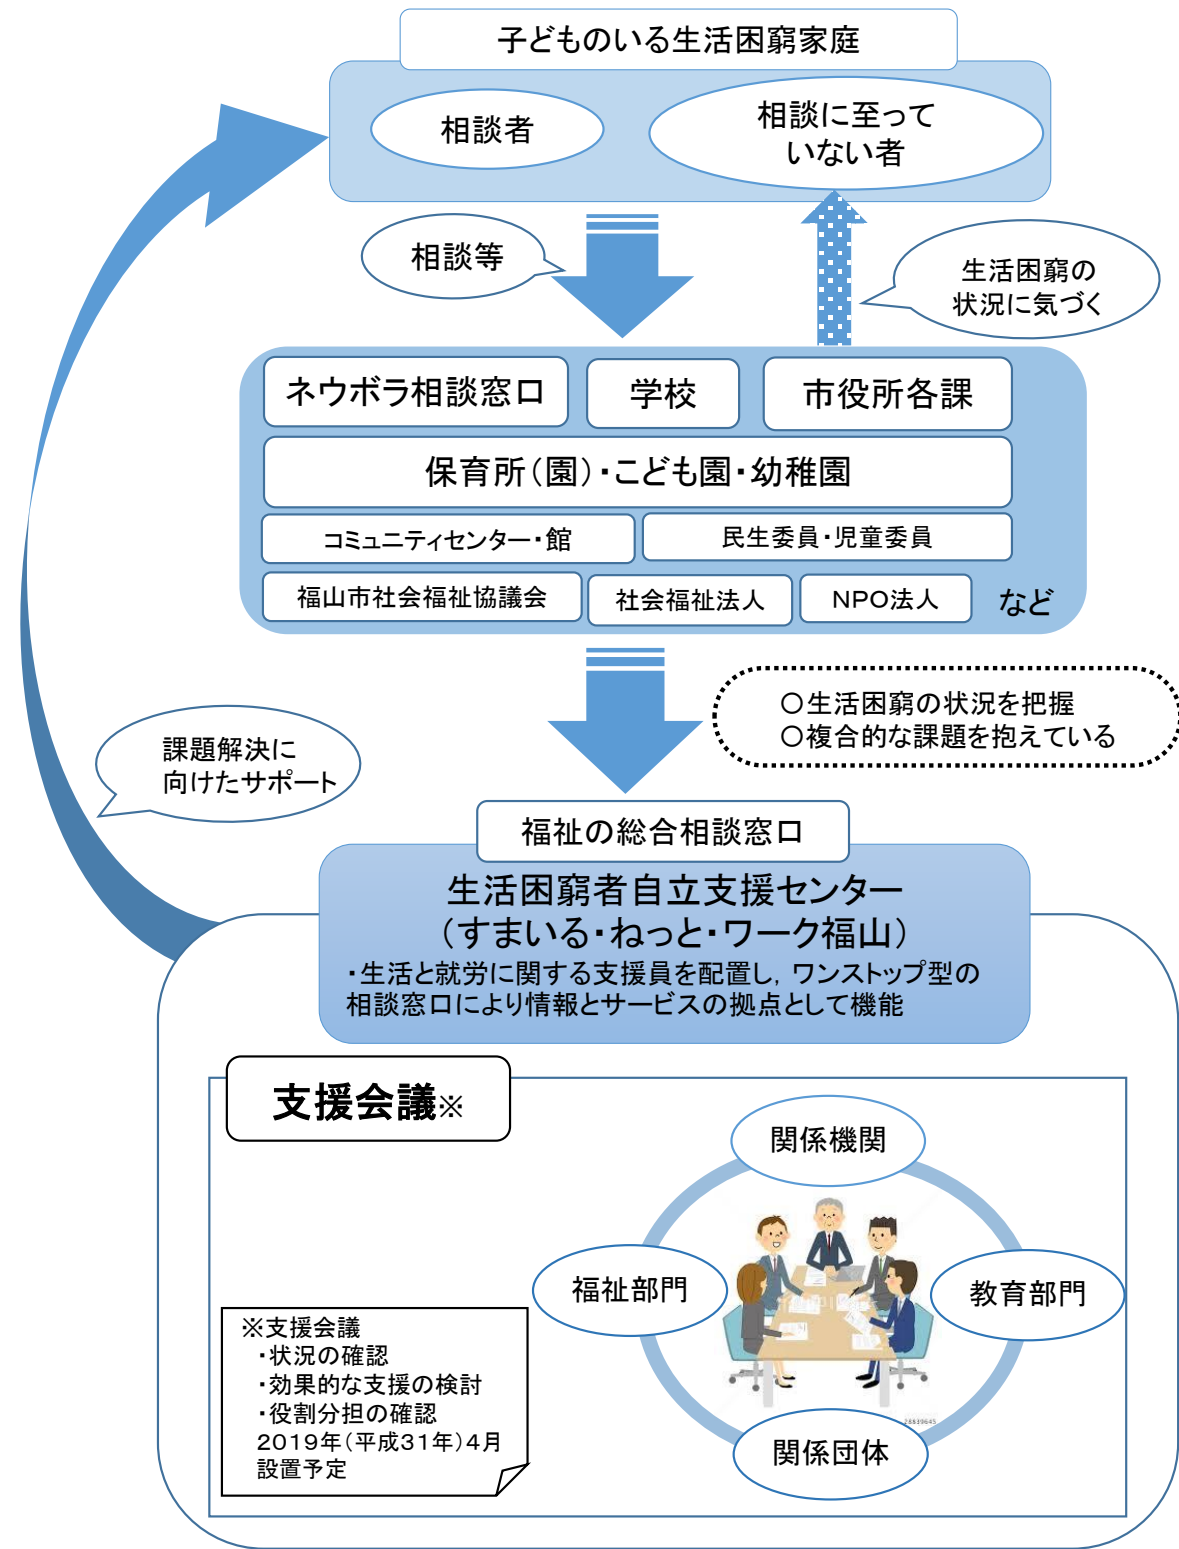 子どものいる生活困窮家庭
相談者
相談に至って
いない者
相談等
生活困窮の
状況に気づく
ネウボラ相談窓口
学校
市役所各課
保育所（園）・こども園・幼稚園
コミュニティセンター・館
民生委員・児童委員
福山市社会福祉協議会
社会福祉法人
NPO法人
など
〇生活困窮の状況を把握
〇複合的な課題を抱えている
課題解決に
向けたサポート
福祉の総合相談窓口
生活困窮者自立支援センター
（すまいる・ねっと・ワーク福山）
・生活と就労に関する支援員を配置し，ワンストップ型の
相談窓口により情報とサービスの拠点として機能
支援会議※
関係機関
福祉部門
教育部門
関係団体
28839645
※支援会議
・状況の確認
・効果的な支援の検討
・役割分担の確認
２０１９年（平成３１年）４月
設置予定